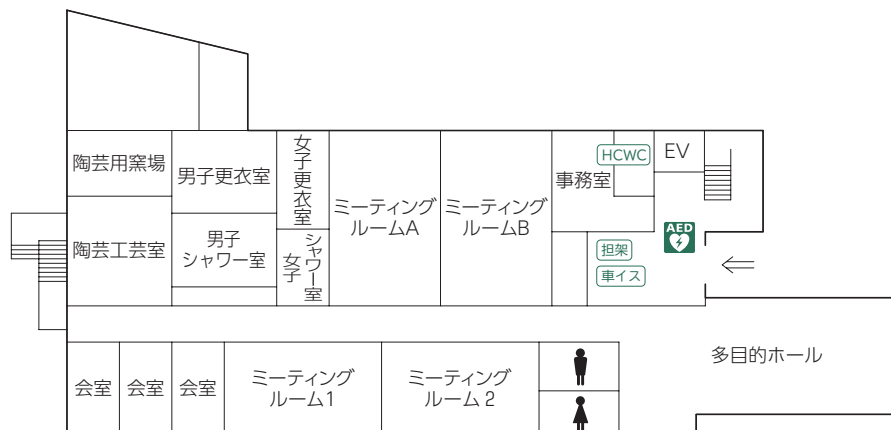 陶芸用窯場
男子更衣室
女子更衣室
ミーティング
ルームA
ミーティング
ルームB
事務室
HCWC
EV
陶芸工芸室
男子
シャワー室
女子
シャワー室
担架
車イス
AED
多目的ホール
会室
会室
会室
ミーティング
ルーム1
ミーティング
ルーム2